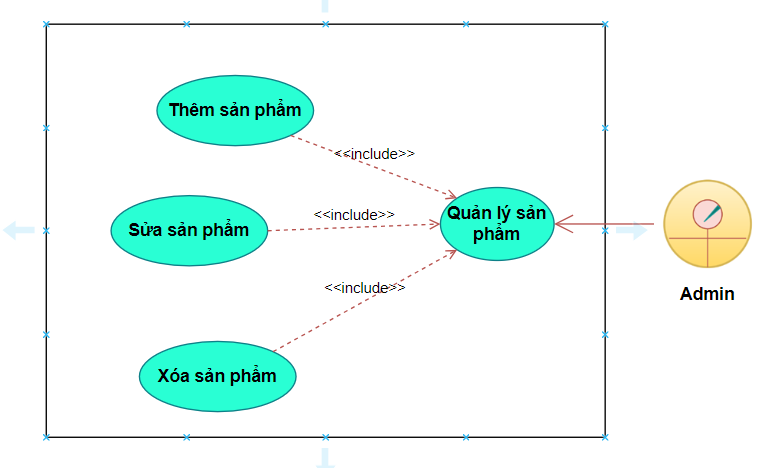 Thêm sản phẩm
<<include>>
Sửa sản phẩm
<<include>>
Quản lý sản
phẩm
<<include>>
Admin
Xóa sản phẩm